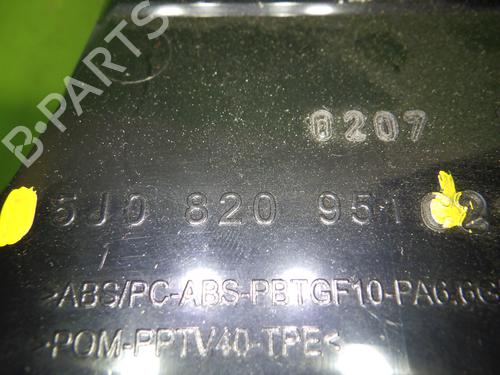 B-PARTS
0207
5J0 820 951
>ABS/PC-ABS-PBTGF10-PA6.6G
>POM-PPTV40-TPE<